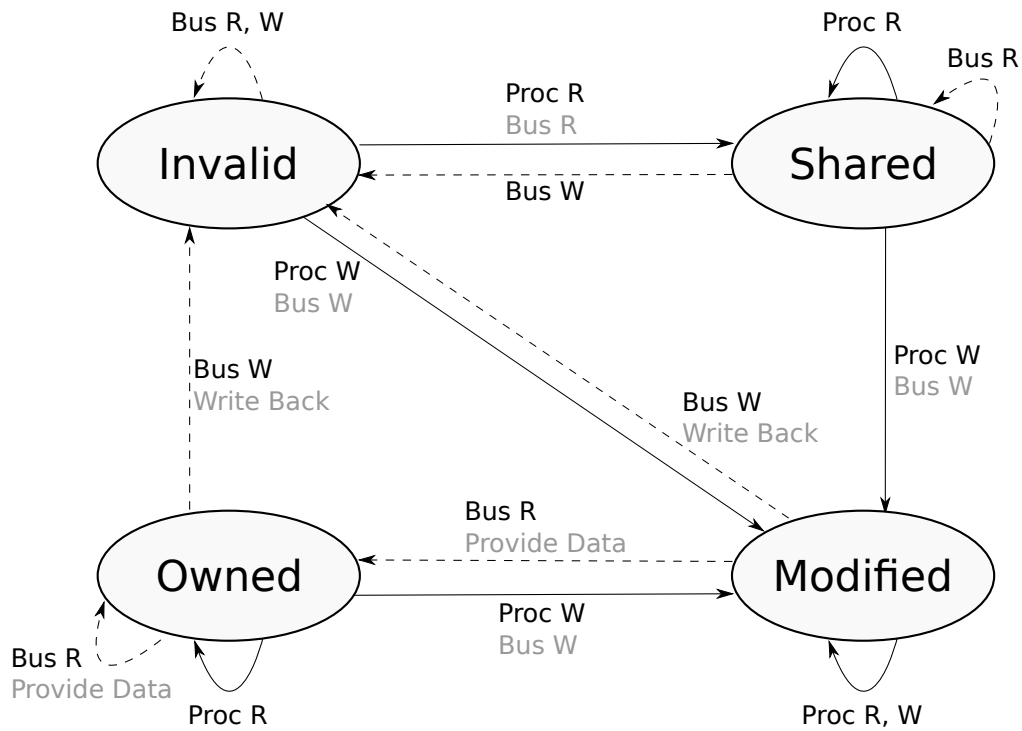 Bus R, W
Proc R
Bus R
Proc R
Bus R
Invalid
Shared
Bus W
Proc W
Bus W
Proc W
Bus W
Bus W
Write Back
Bus W
Write Back
Bus R
Provide Data
Owned
Modified
Proc W
Bus W
Bus R
Provide Data
Proc R
Proc R, W